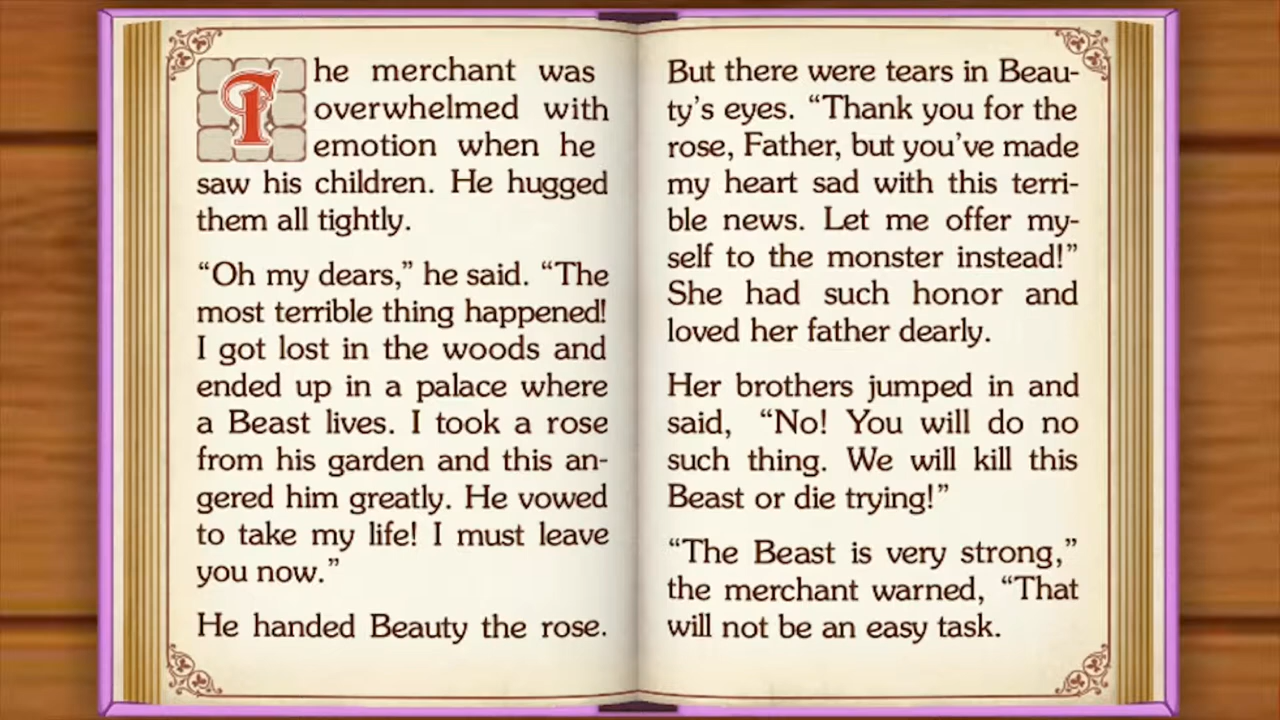 The merchant was
overwhelmed with
emotion when he
saw his children. He hugged
them all tightly.
“Oh my dears,” he said. “The
most terrible thing happened!
I got lost in the woods and
ended up in a palace where
a Beast lives. I took a rose
from his garden and this an-
gered him greatly. He vowed
to take my life! I must leave
you now.”
He handed Beauty the rose.
But there were tears in Beau-
ty’s eyes. “Thank you for the
rose, Father, but you’ve made
my heart sad with this terri-
ble news. Let me offer my-
self to the monster instead!”
She had such honor and
loved her father dearly.
Her brothers jumped in and
said, “No! You will do no
such thing. We will kill this
Beast or die trying!”
“The Beast is very strong,”
the merchant warned, “That
will not be an easy task.